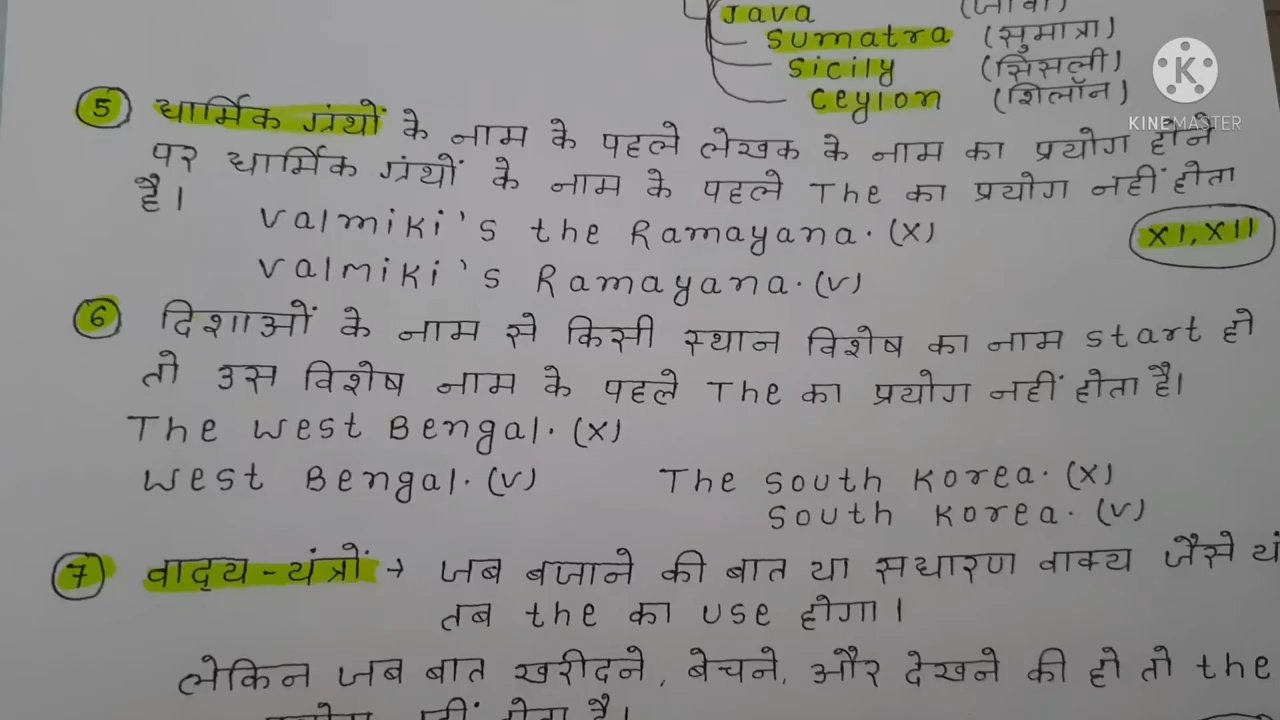 Java (जावा)
Sumatra (सुमात्रा)
Sicily (सिसली)
Ceylon (शिलॉन)
KINEMASTER
5 धार्मिक ग्रंथों के नाम के पहले लेखक के नाम का प्रयोग होने
पर धार्मिक ग्रंथों के नाम के पहले The का प्रयोग नहीं होता
है।
Valmiki's the Ramayana. (X)
XI, XII
Valmiki's Ramayana. (V)
6 दिशाओं के नाम से किसी स्थान विशेष का नाम start हो
तो उस विशेष नाम के पहले The का प्रयोग नहीं होता है।
The West Bengal. (X)
West Bengal. (V) The South Korea. (X)
South Korea. (V)
7 वाद्य-यंत्रों → जब बजाने की बात या सधारण वाक्य जैसे
तब the का use होगा।
लेकिन जब बात खरीदने, बेचने, और देखने की हो तो the
प्रयोग नहीं होता है।